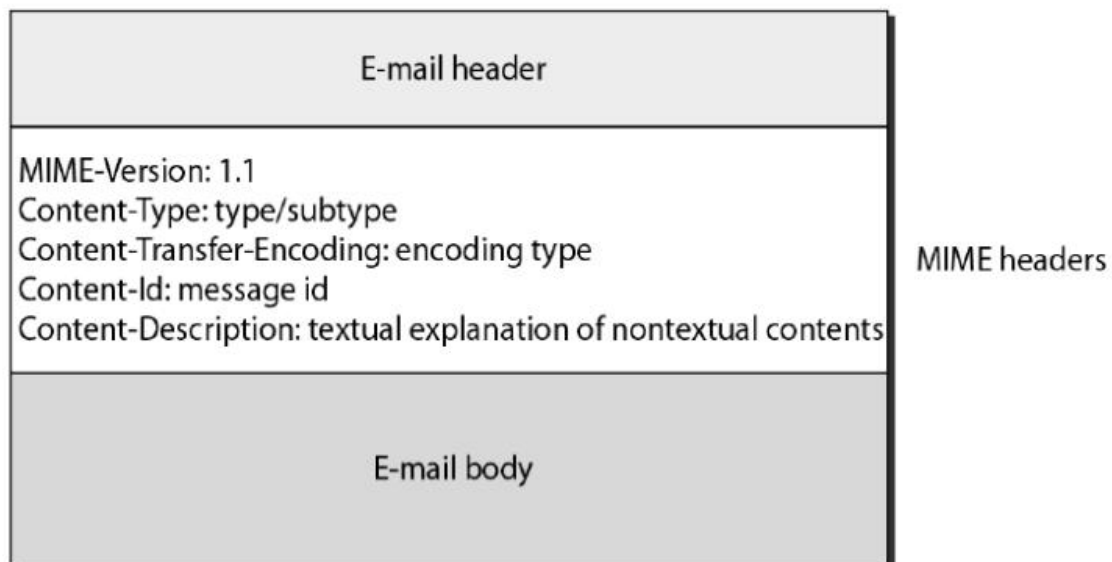 E-mail header
MIME-Version: 1.1
Content-Type: type/subtype
Content-Transfer-Encoding: encoding type
Content-Id: message id
Content-Description: textual explanation of nontextual contents
MIME headers
E-mail body